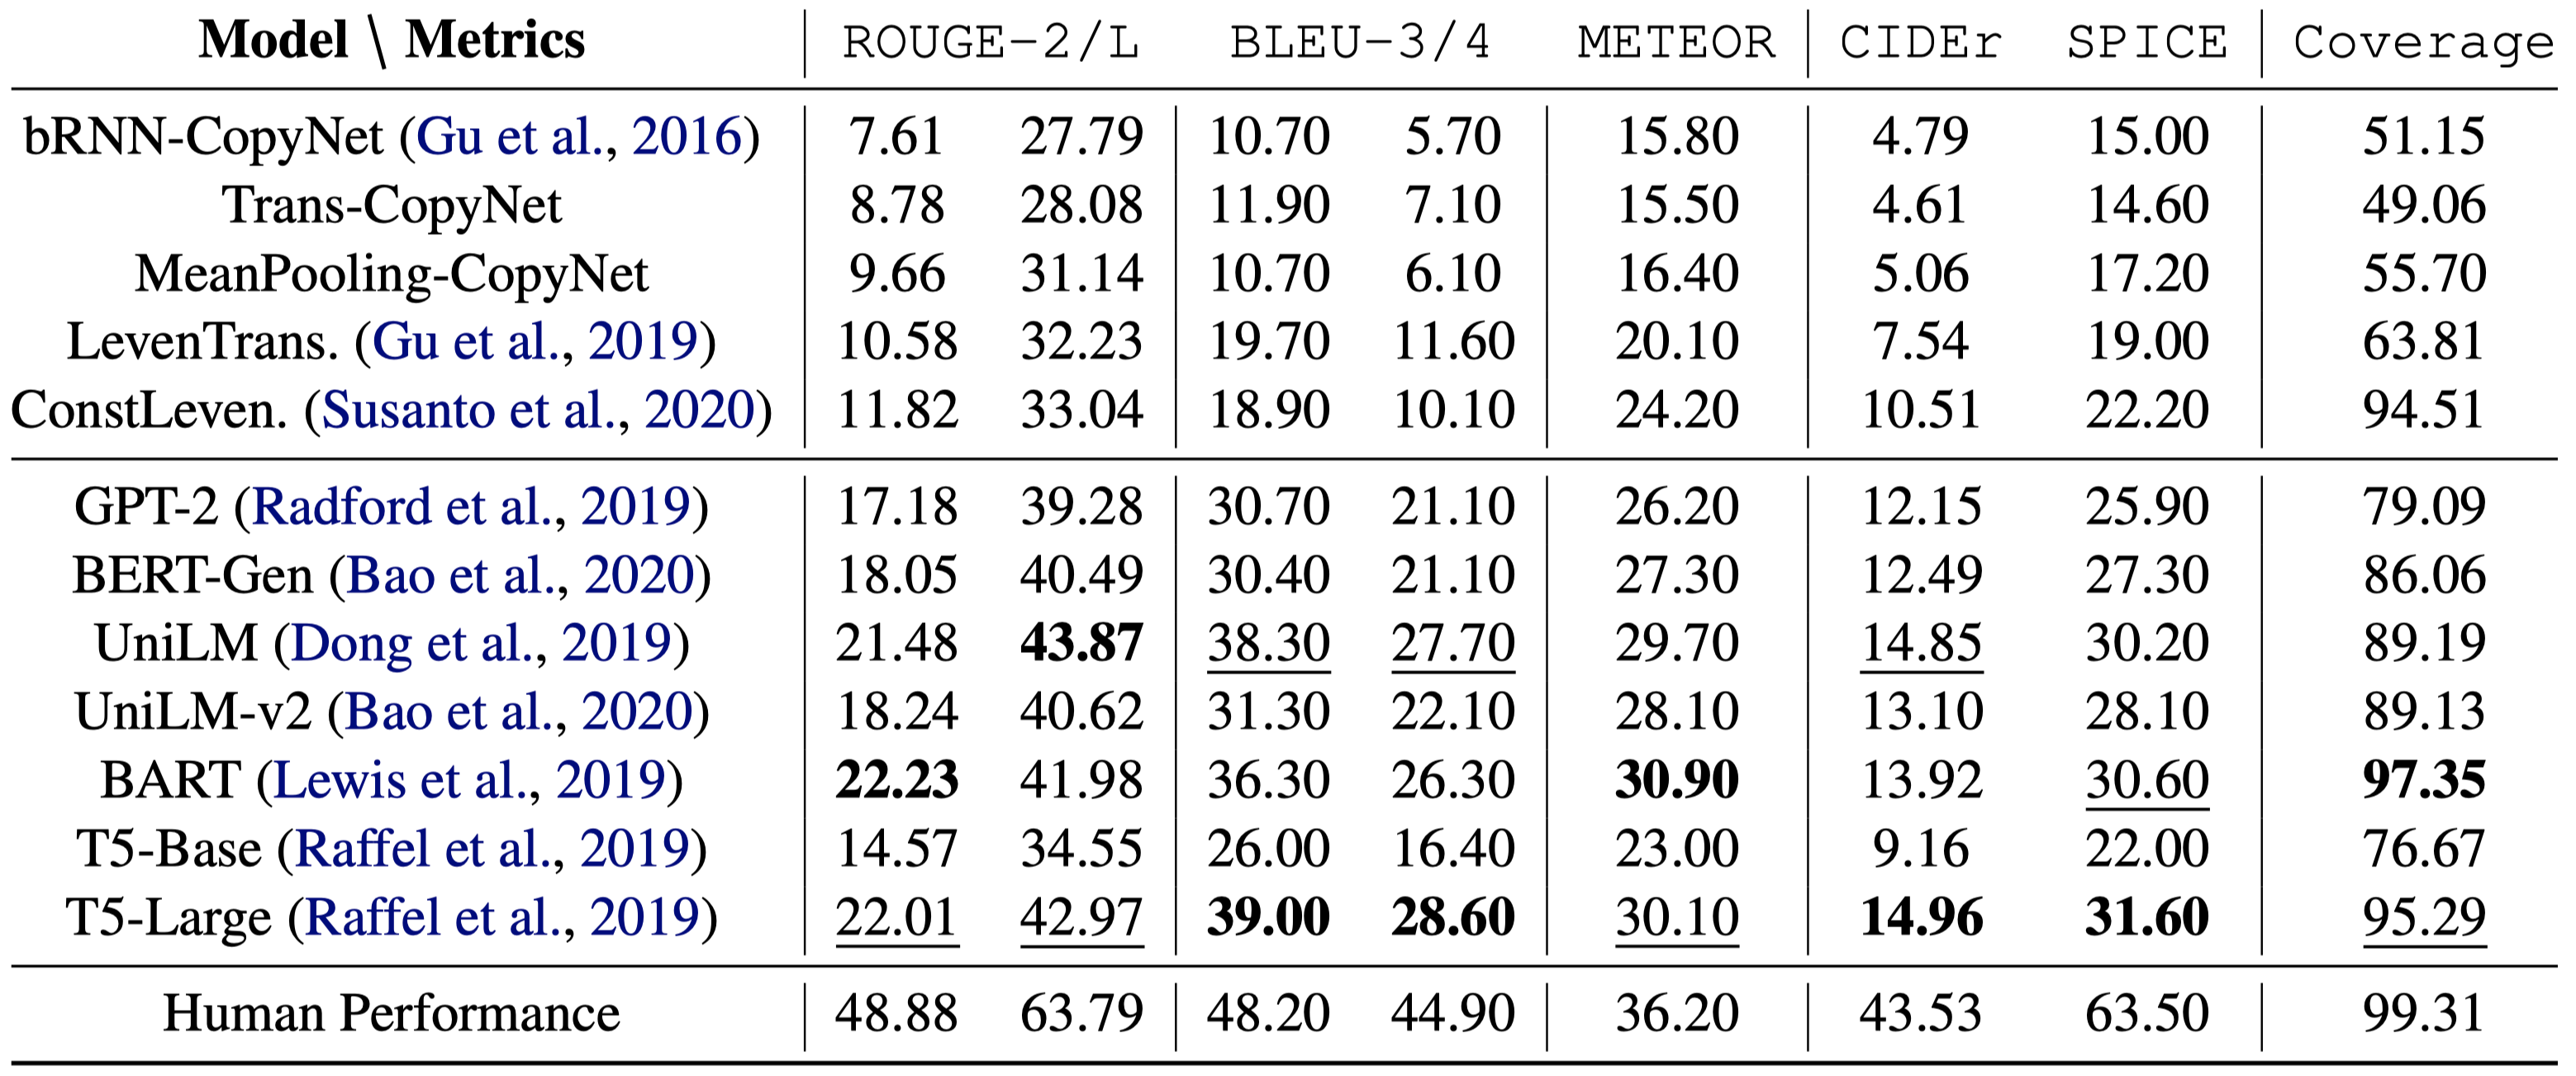 Model \ Metrics ROUGE-2/L BLEU-3/4 METEOR CIDEr SPICE Coverage
bRNN-CopyNet (Gu et al., 2016) 7.61 27.79 10.70 5.70 15.80 4.79 15.00 51.15
Trans-CopyNet 8.78 28.08 11.90 7.10 15.50 4.61 14.60 49.06
MeanPooling-CopyNet 9.66 31.14 10.70 6.10 16.40 5.06 17.20 55.70
LevenTrans. (Gu et al., 2019) 10.58 32.23 19.70 11.60 20.10 7.54 19.00 63.81
ConstLeven. (Susanto et al., 2020) 11.82 33.04 18.90 10.10 24.20 10.51 22.20 94.51
GPT-2 (Radford et al., 2019) 17.18 39.28 30.70 21.10 26.20 12.15 25.90 79.09
BERT-Gen (Bao et al., 2020) 18.05 40.49 30.40 21.10 27.30 12.49 27.30 86.06
UniLM (Dong et al., 2019) 21.48 43.87 38.30 27.70 29.70 14.85 30.20 89.19
UniLM-v2 (Bao et al., 2020) 18.24 40.62 31.30 22.10 28.10 13.10 28.10 89.13
BART (Lewis et al., 2019) 22.23 41.98 36.30 26.30 30.90 13.92 30.60 97.35
T5-Base (Raffel et al., 2019) 14.57 34.55 26.00 16.40 23.00 9.16 22.00 76.67
T5-Large (Raffel et al., 2019) 22.01 42.97 39.00 28.60 30.10 14.96 31.60 95.29
Human Performance 48.88 63.79 48.20 44.90 36.20 43.53 63.50 99.31